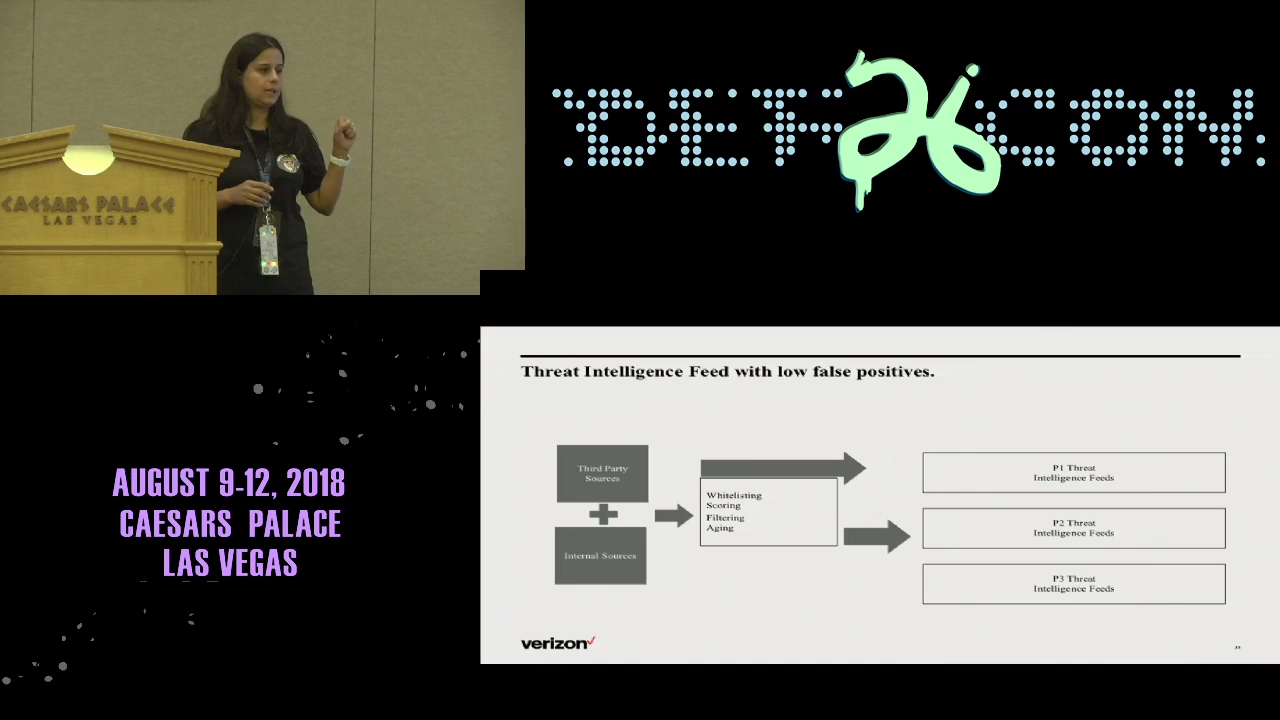 CAESARS PALACE
LAS VEGAS
DEF CON
AUGUST 9-12, 2018
CAESARS PALACE
LAS VEGAS
Threat Intelligence Feed with low false positives.
Third Party
Sources
Internal Sources
Whitelisting
Scoring
Filtering
Aging
P1 Threat
Intelligence Feeds
P2 Threat
Intelligence Feeds
P3 Threat
Intelligence Feeds
verizon